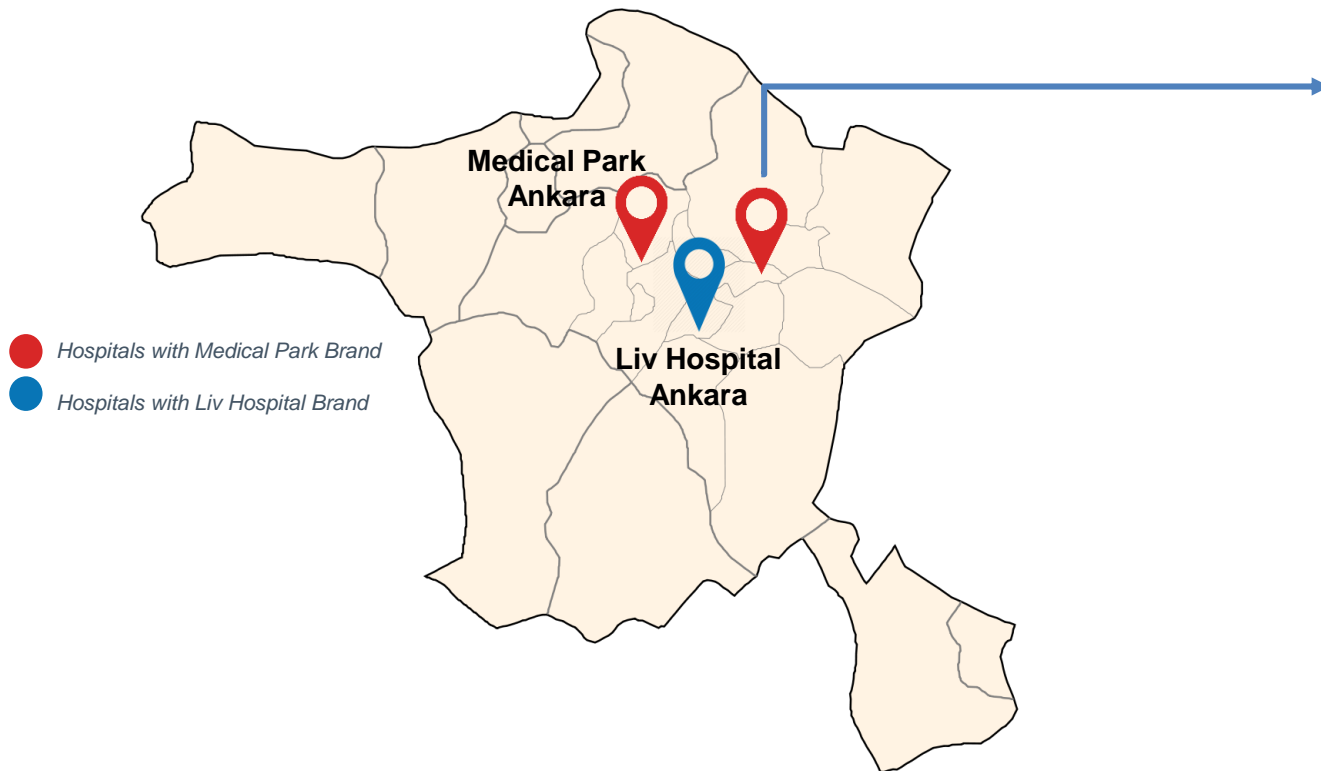 Medical Park
Ankara
Liv Hospital
Ankara
Hospitals with Medical Park Brand
Hospitals with Liv Hospital Brand